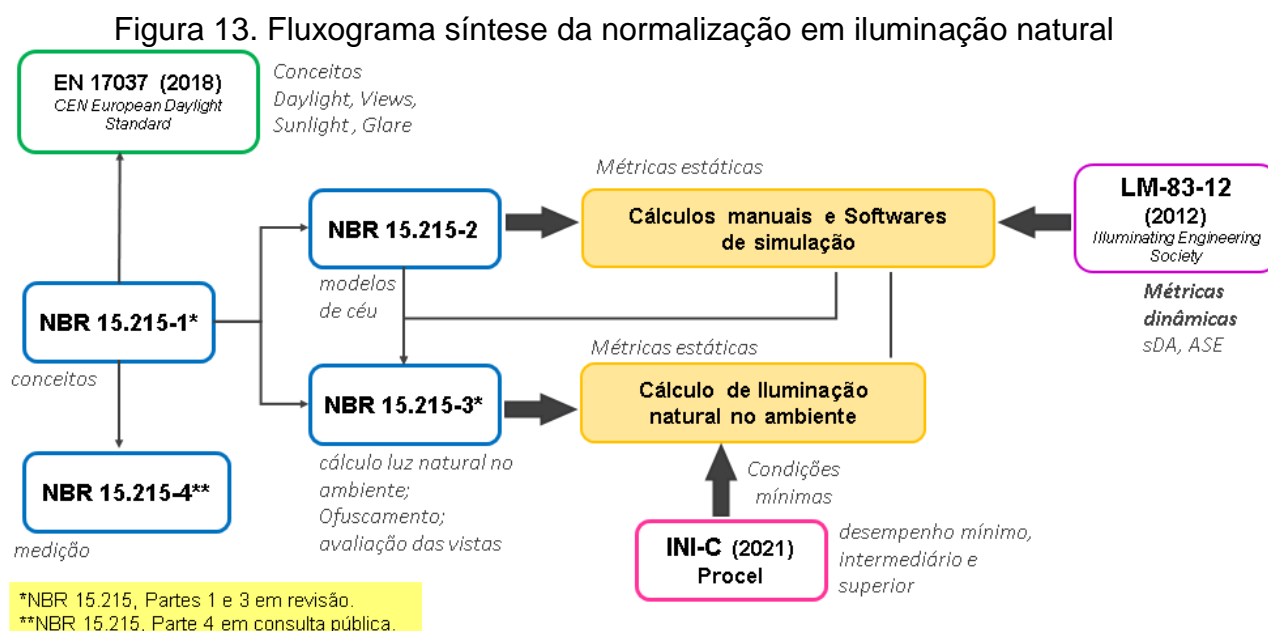 Figura 13. Fluxograma síntese da normalização em iluminação natural
EN 17037 (2018)
CEN European Daylight
Standard
Conceitos
Daylight, Views,
Sunlight , Glare
Métricas estáticas
NBR 15.215-2
modelos
de céu
Cálculos manuais e Softwares
de simulação
LM-83-12
(2012)
Illuminating Engineering
Society
Métricas
dinâmicas
sDA, ASE
NBR 15.215-1*
conceitos
Métricas estáticas
NBR 15.215-3*
cálculo luz natural no
ambiente;
Ofuscamento;
avaliação das vistas
Cálculo de Iluminação
natural no ambiente
NBR 15.215-4**
medição
Condições
mínimas
INI-C (2021)
Procel
desempenho mínimo,
intermediário e
superior
*NBR 15.215, Partes 1 e 3 em revisão.
**NBR 15.215, Parte 4 em consulta pública.